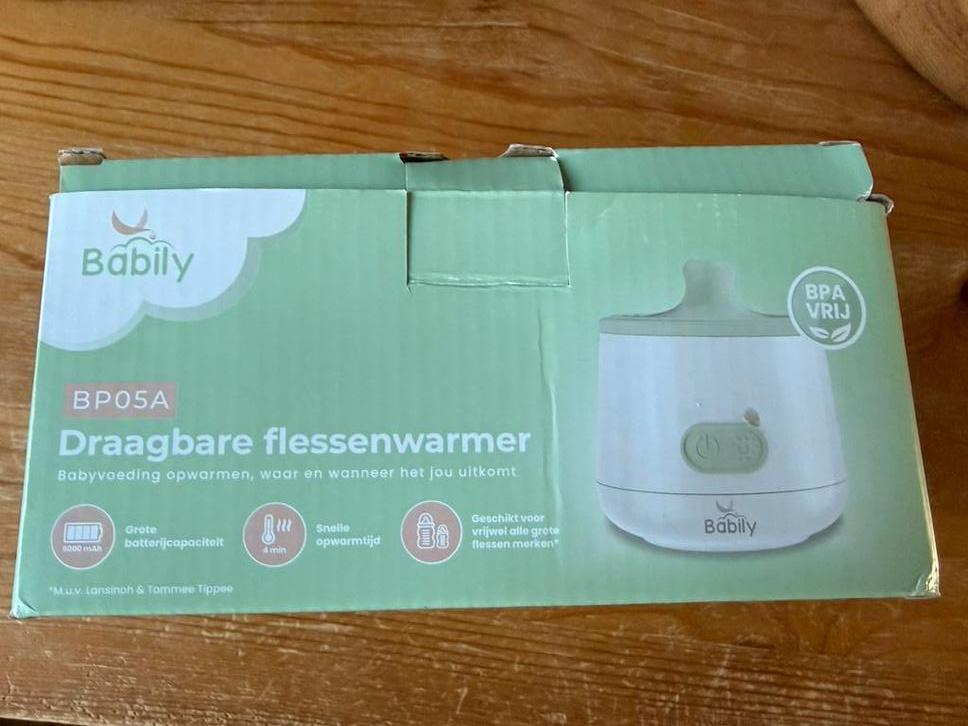 Babily
BPA
VRIJ
BP05A
Draagbare flessenwarmer
Babyvoeding opwarmen, waar en wanneer het jou uitkomt
5000 mAh
Grote
batterijcapaciteit
4 min
Snelle
opwarmtijd
Geschikt voor
vrijwel alle grote
flessen merken*
Babily
*M.u.v. Lansinoh & Tommee Tippee